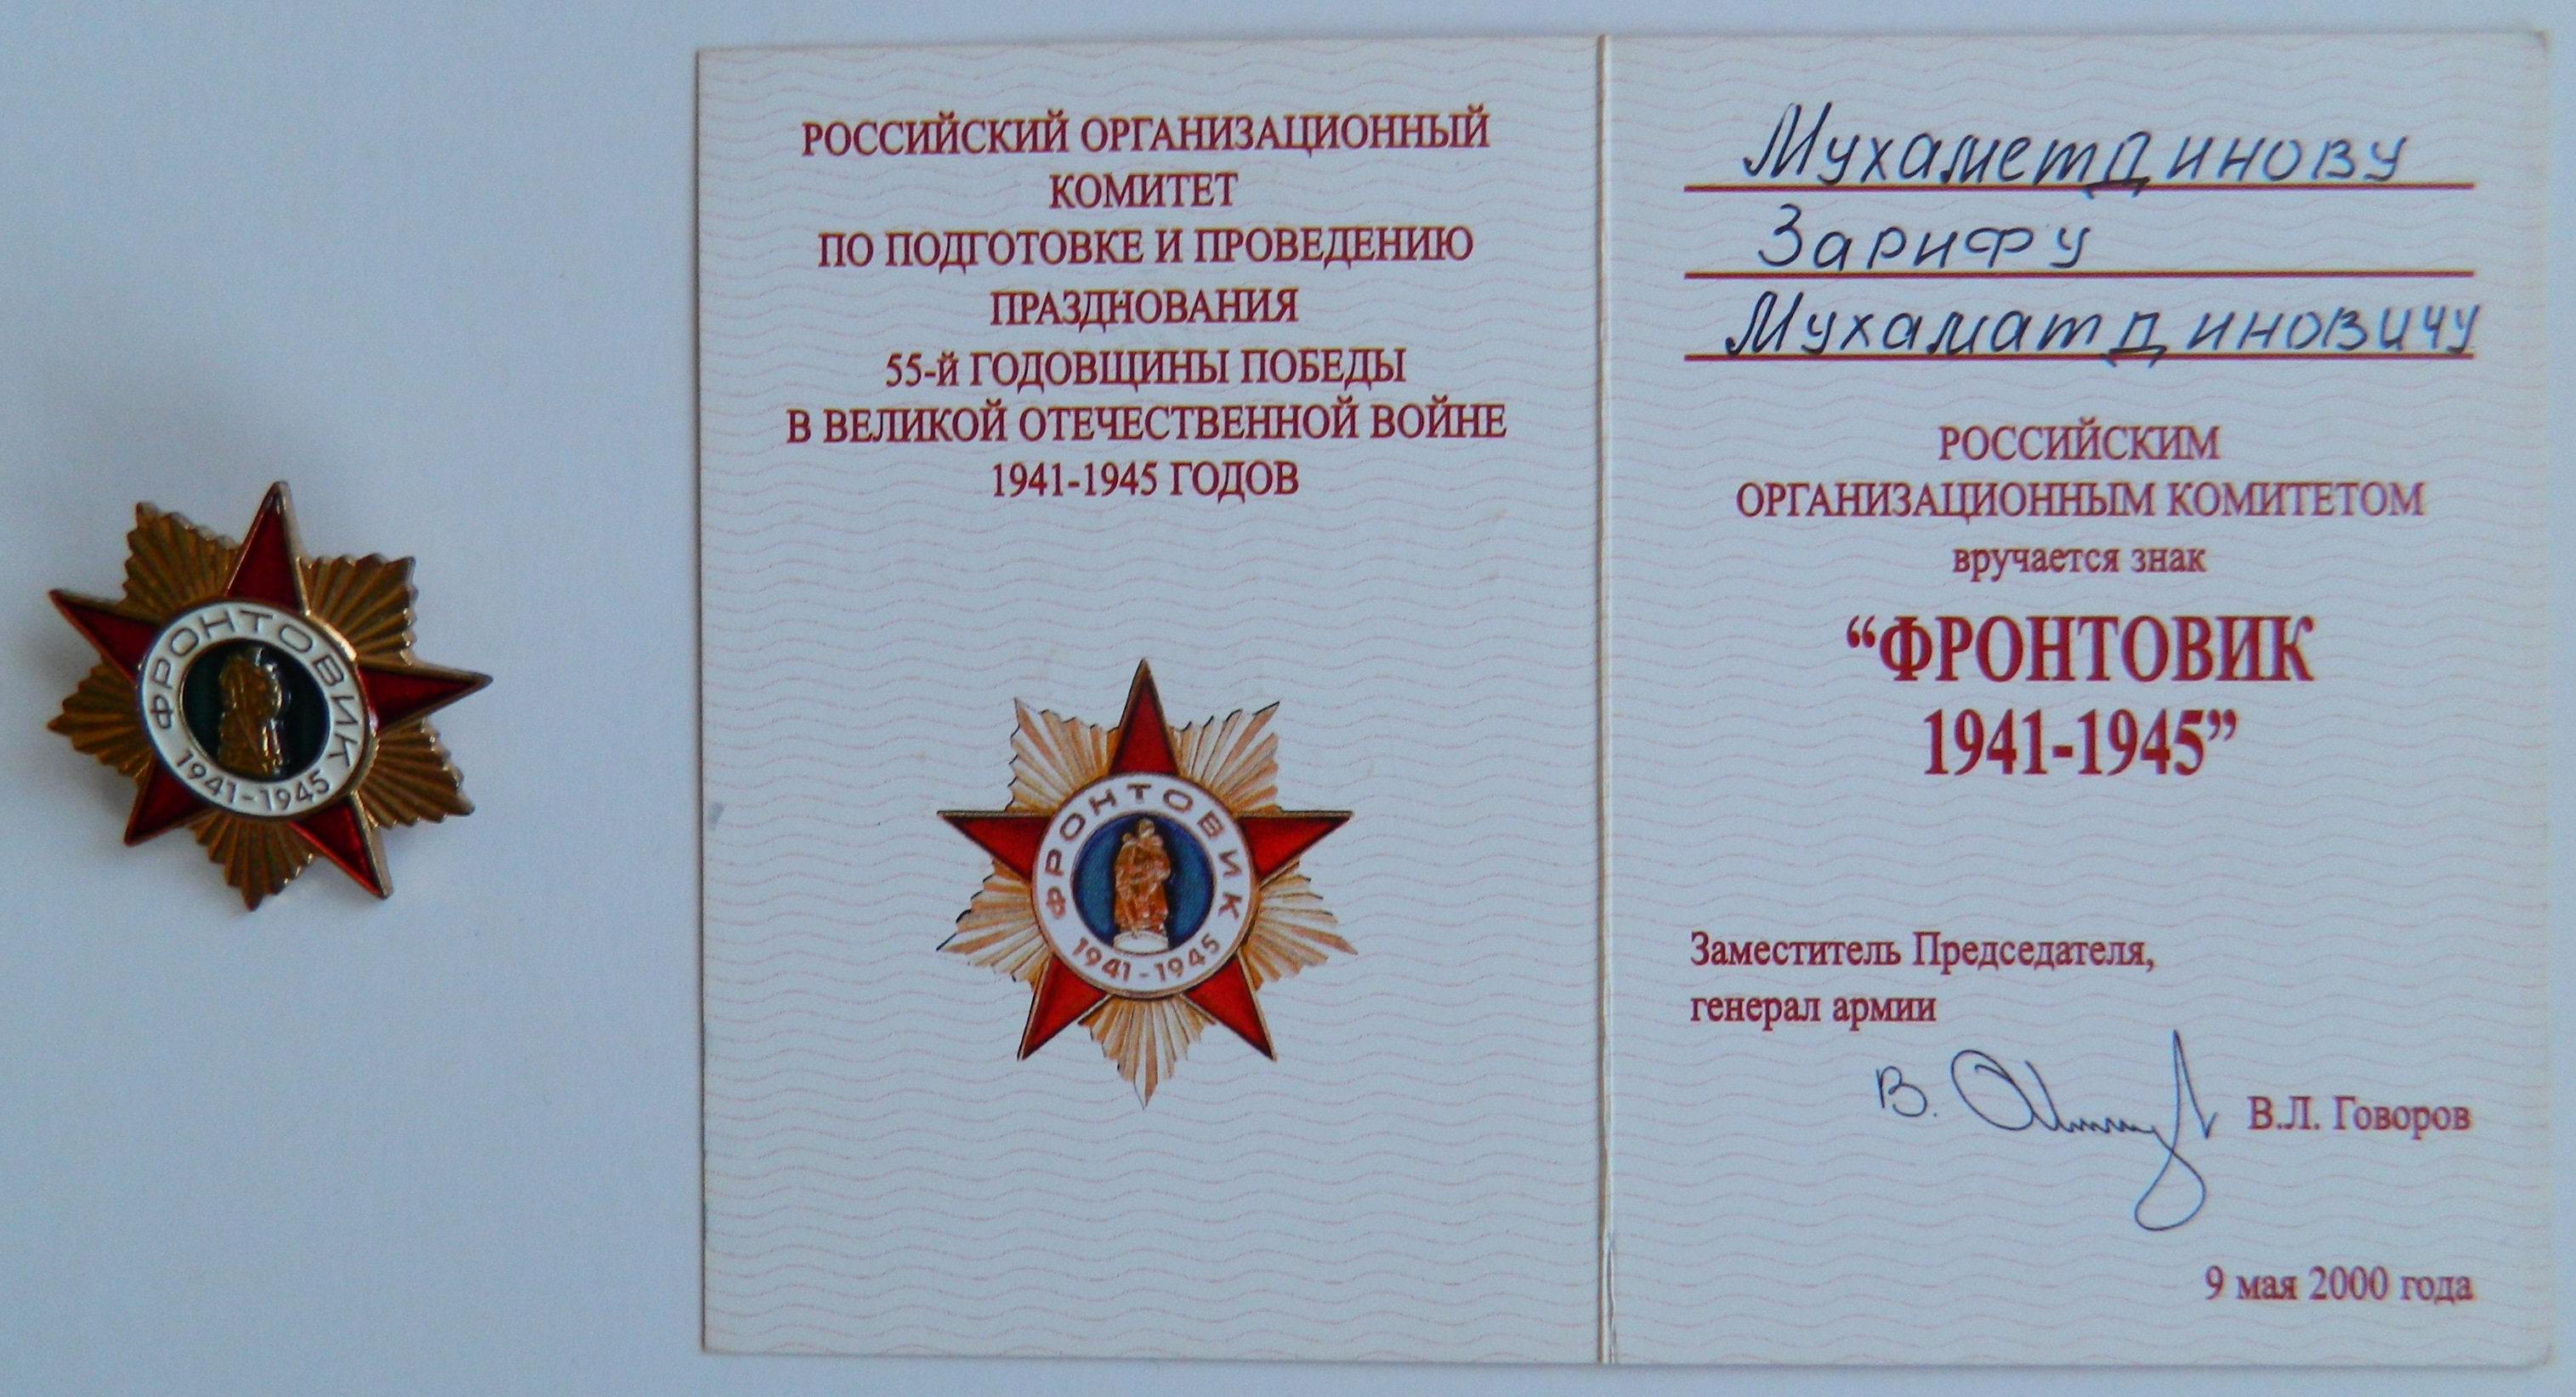 ФРОНТОВИК
1941-1945
РОССИЙСКИЙ ОРГАНИЗАЦИОННЫЙ
КОМИТЕТ
ПО ПОДГОТОВКЕ И ПРОВЕДЕНИЮ
ПРАЗДНОВАНИЯ
55-й ГОДОВЩИНЫ ПОБЕДЫ
В ВЕЛИКОЙ ОТЕЧЕСТВЕННОЙ ВОЙНЕ
1941-1945 ГОДОВ
ФРОНТОВИК
1941-1945
Мухаметдинову
Зарифу
Мухаматдиновичу
РОССИЙСКИМ
ОРГАНИЗАЦИОННЫМ КОМИТЕТОМ
вручается знак
“ФРОНТОВИК
1941-1945”
Заместитель Председателя,
генерал армии
В.
В.Л. Говоров
9 мая 2000 года